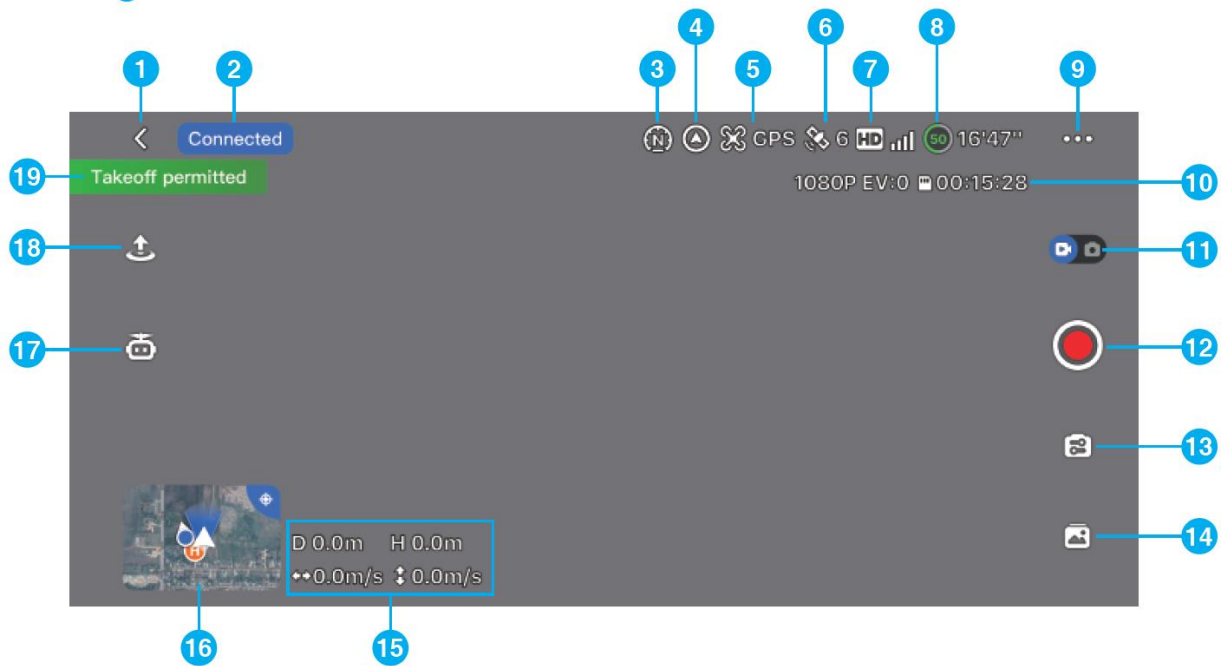 4 6 8
1 2 3 5 7 9
Connected N GPS 6 HD 50 16'47''
19 Takeoff permitted
1080P EV:0 00:15:28 10
18 11
17 12
13
D 0.0m H 0.0m 14
H
0.0m/s 0.0m/s
16 15